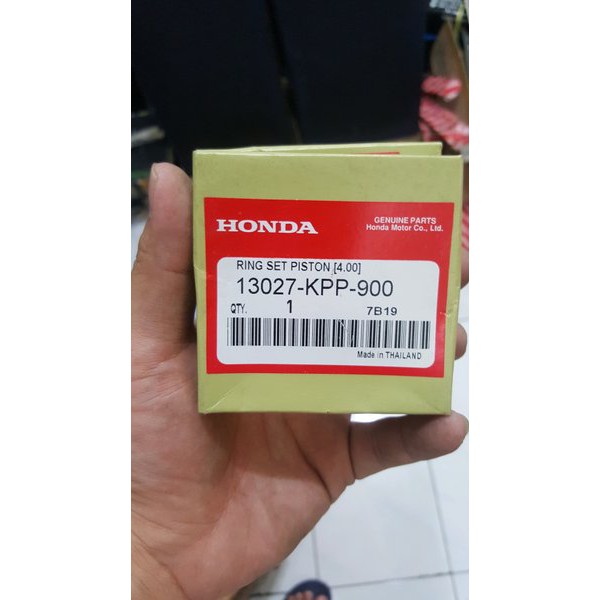 HONDA
GENUINE PARTS
Honda Motor Co., Ltd.
RING SET PISTON [4.00]
13027-KPP-900
QTY. 1 7B19
Made in THAILAND